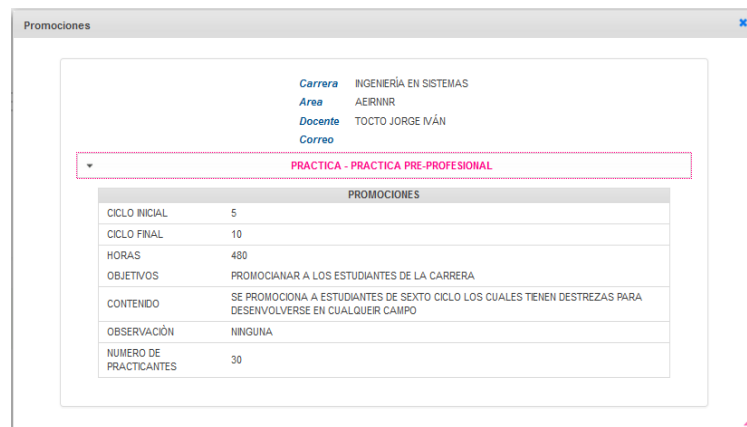 Promociones
Carrera INGENIERÍA EN SISTEMAS
Area AEIRNNR
Docente TOCTO JORGE IVÁN
Correo
PRACTICA - PRACTICA PRE-PROFESIONAL
PROMOCIONES
CICLO INICIAL 5
CICLO FINAL 10
HORAS 480
OBJETIVOS PROMOCIANAR A LOS ESTUDIANTES DE LA CARRERA
CONTENIDO SE PROMOCIONA A ESTUDIANTES DE SEXTO CICLO LOS CUALES TIENEN DESTREZAS PARA
DESENVOLVERSE EN CUALQUEIR CAMPO
OBSERVACIÒN NINGUNA
NUMERO DE
PRACTICANTES 30